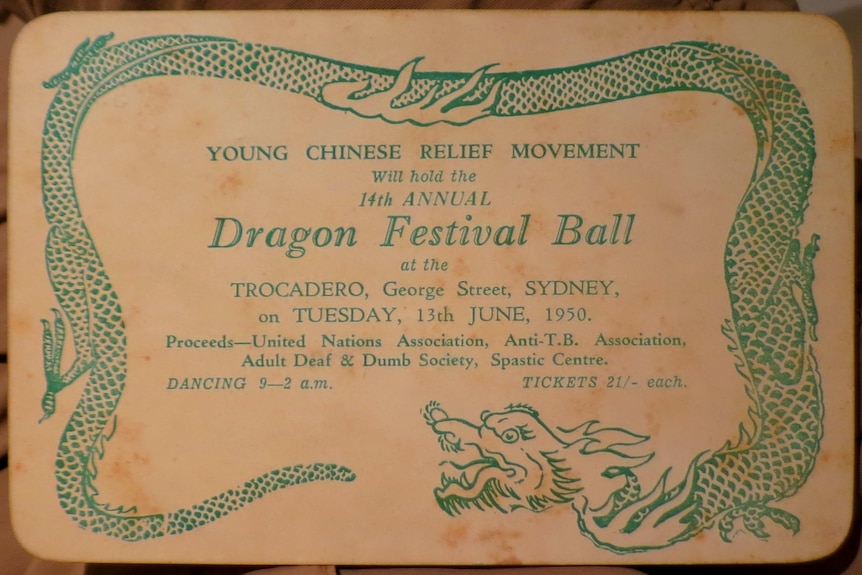 YOUNG CHINESE RELIEF MOVEMENT
Will hold the
14th ANNUAL
Dragon Festival Ball
at the
TROCADERO, George Street, SYDNEY,
on TUESDAY, 13th JUNE, 1950.
Proceeds—United Nations Association, Anti-T.B. Association,
Adult Deaf & Dumb Society, Spastic Centre.
DANCING 9—2 a.m. TICKETS 21/- each.